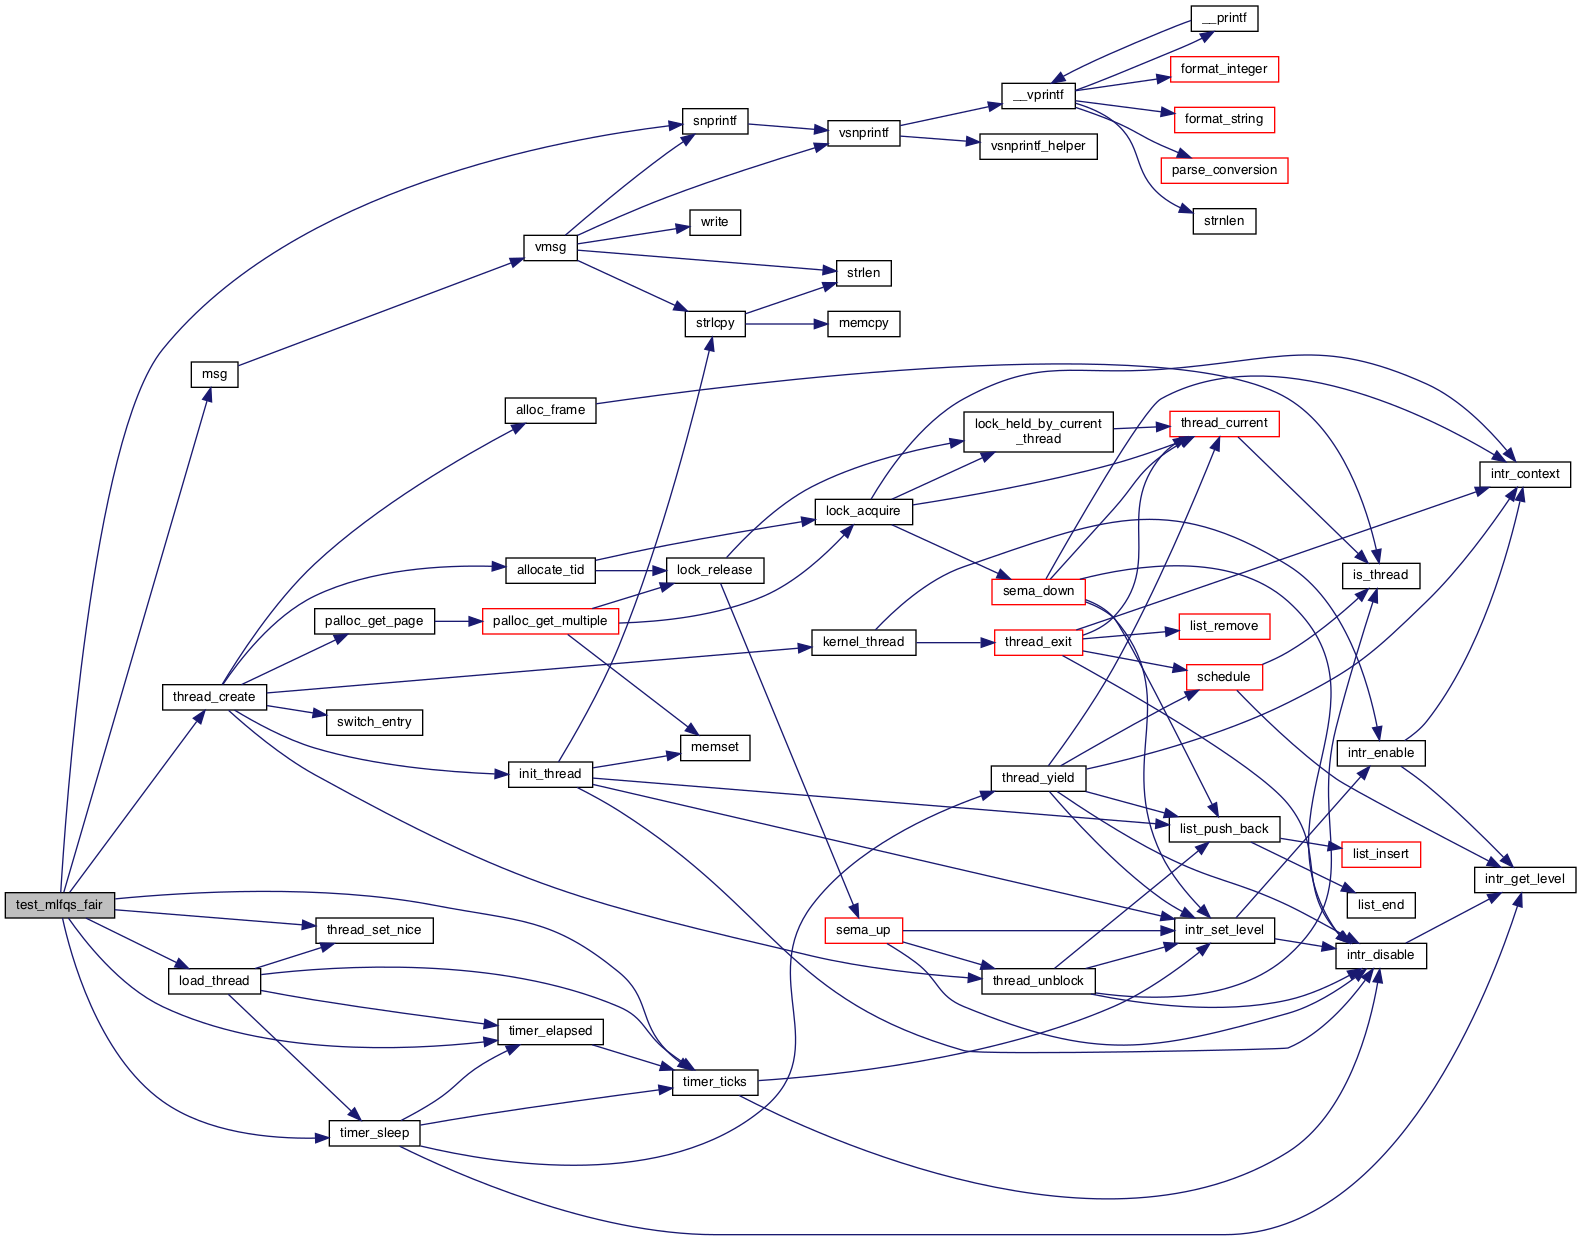 __printf
format_integer
__vprintf
format_string
snprintf
vsnprintf
vsnprintf_helper
parse_conversion
strnlen
write
vmsg
strlen
strlcpy
memcpy
msg
alloc_frame
lock_held_by_current
_thread
thread_current
intr_context
lock_acquire
allocate_tid
lock_release
is_thread
sema_down
palloc_get_page
palloc_get_multiple
list_remove
kernel_thread
thread_exit
schedule
thread_create
switch_entry
memset
intr_enable
init_thread
thread_yield
list_push_back
list_insert
intr_get_level
test_mlfqs_fair
list_end
thread_set_nice
sema_up
intr_set_level
intr_disable
load_thread
thread_unblock
timer_elapsed
timer_ticks
timer_sleep